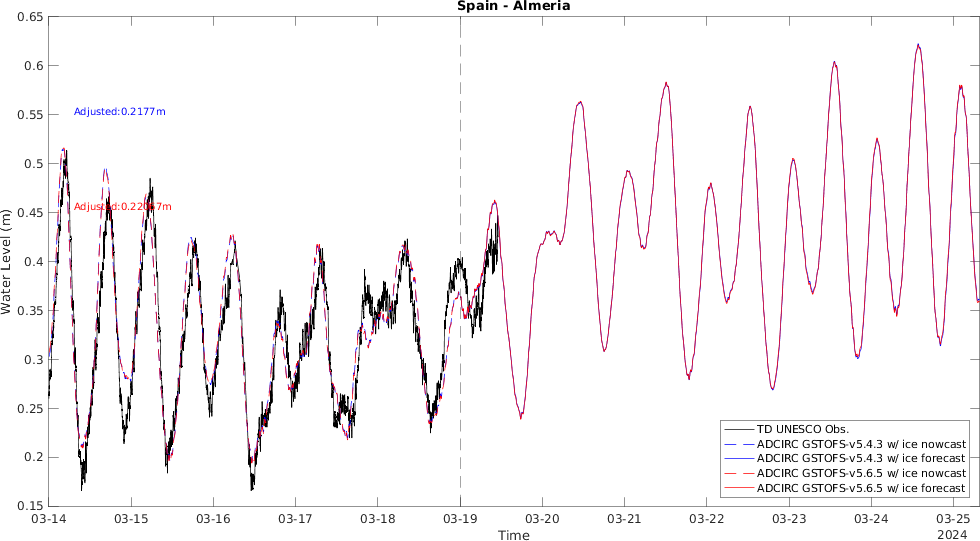 Spain - Almeria
0.65
0.6
0.55
0.5
0.45
0.4
0.35
0.3
0.25
0.2
0.15
Water Level (m)
Adjusted:0.2177m
TD UNESCO Obs.
ADCIRC GSTOFS-v5.4.3 w/ ice nowcast
ADCIRC GSTOFS-v5.4.3 w/ ice forecast
ADCIRC GSTOFS-v5.6.5 w/ ice nowcast
ADCIRC GSTOFS-v5.6.5 w/ ice forecast
03-14 03-15 03-16 03-17 03-18 03-19 03-20 03-21 03-22 03-23 03-24 03-25
Time
2024